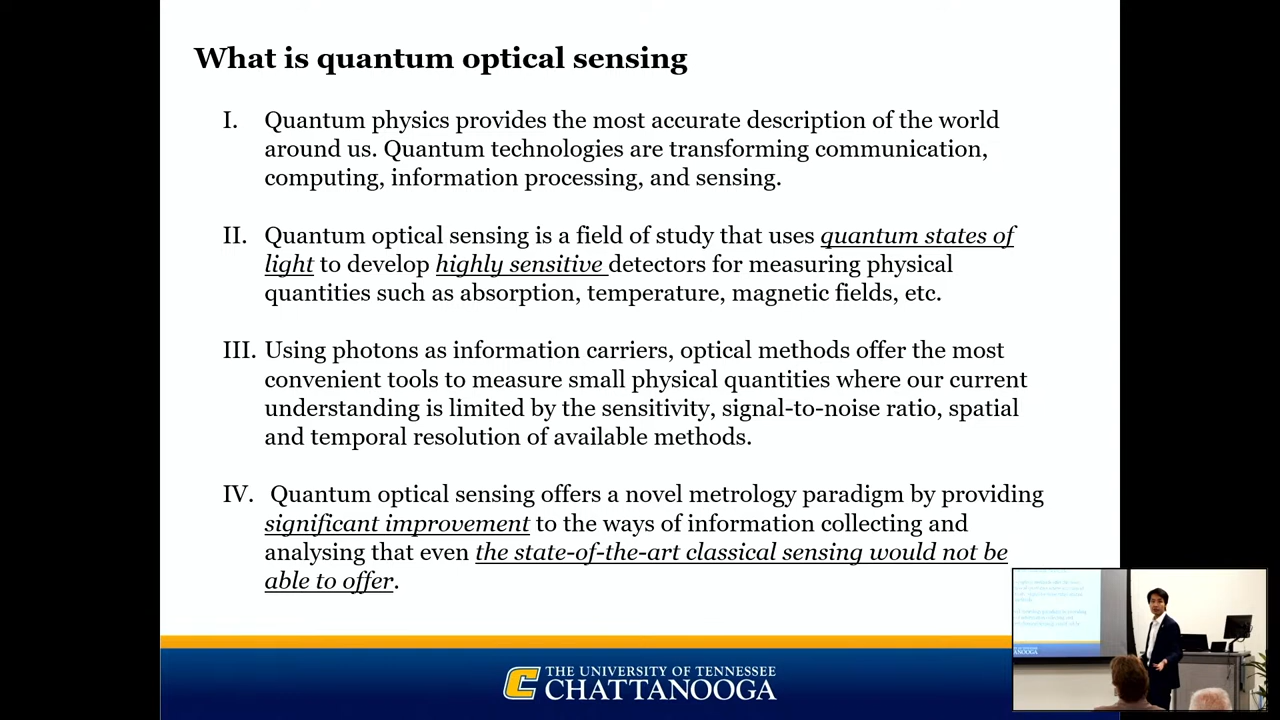 What is quantum optical sensing
I. Quantum physics provides the most accurate description of the world
around us. Quantum technologies are transforming communication,
computing, information processing, and sensing.
II. Quantum optical sensing is a field of study that uses quantum states of
light to develop highly sensitive detectors for measuring physical
quantities such as absorption, temperature, magnetic fields, etc.
III. Using photons as information carriers, optical methods offer the most
convenient tools to measure small physical quantities where our current
understanding is limited by the sensitivity, signal-to-noise ratio, spatial
and temporal resolution of available methods.
IV. Quantum optical sensing offers a novel metrology paradigm by providing
significant improvement to the ways of information collecting and
analysing that even the state-of-the-art classical sensing would not be
able to offer.
THE UNIVERSITY OF TENNESSEE
CHATTANOOGA